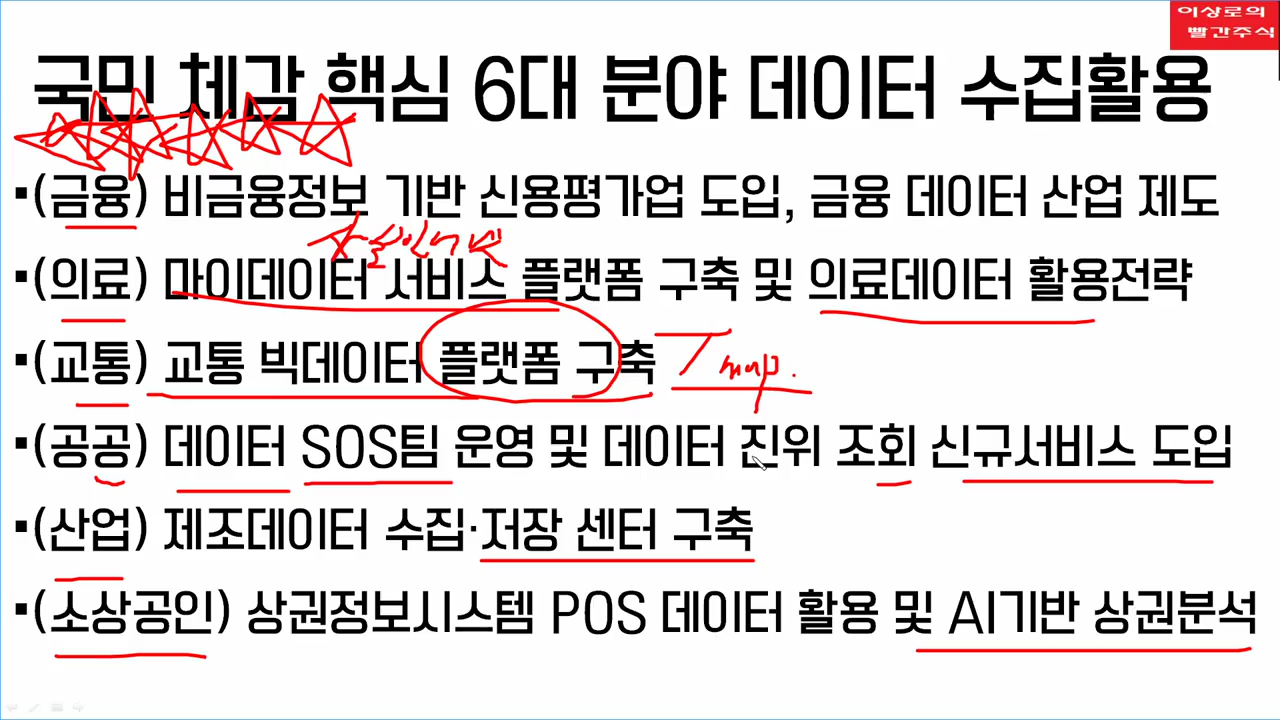 이상로의
빨간주식
국민 체감 핵심 6대 분야 데이터 수집활용
▪(금융) 비금융정보 기반 신용평가업 도입, 금융 데이터 산업 제도
▪(의료) 마이데이터 서비스 플랫폼 구축 및 의료데이터 활용전략
▪(교통) 교통 빅데이터 플랫폼 구축 T map.
▪(공공) 데이터 SOS팀 운영 및 데이터 진위 조회 신규서비스 도입
▪(산업) 제조데이터 수집·저장 센터 구축
▪(소상공인) 상권정보시스템 POS 데이터 활용 및 AI기반 상권분석